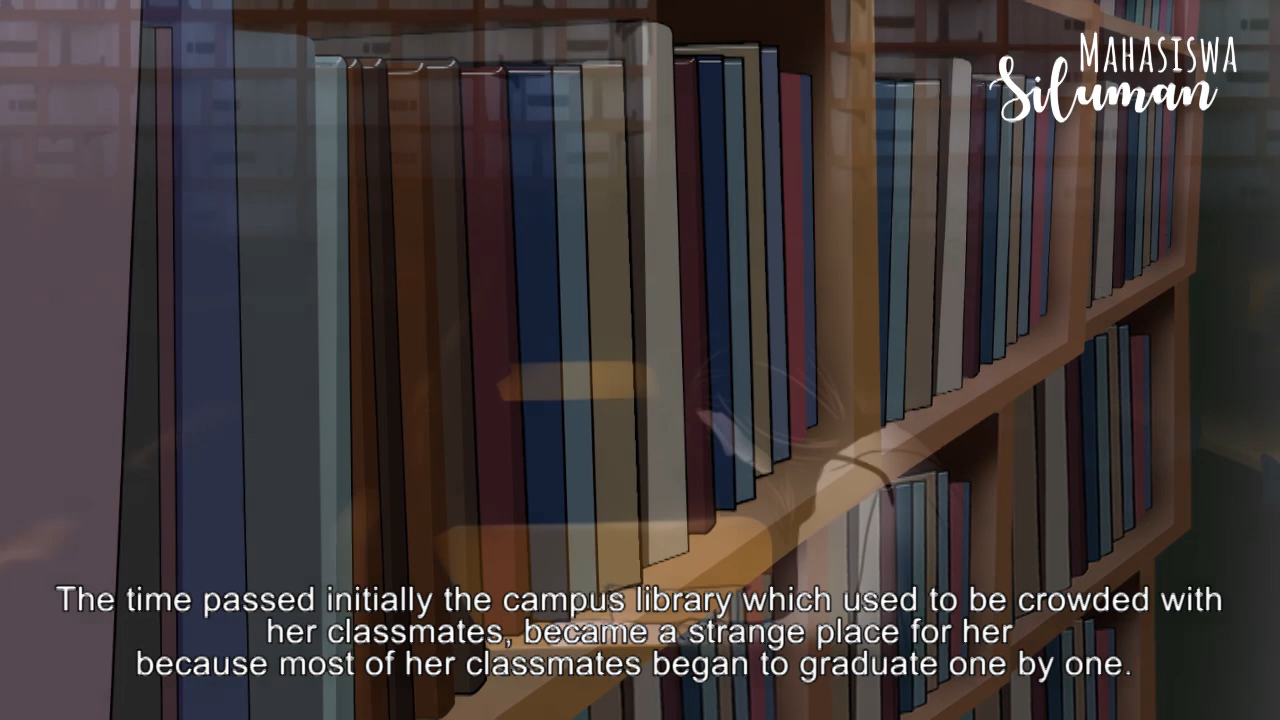 MAHASISWA
Siluman
The time passed initially the campus library which used to be crowded with
her classmates, became a strange place for her
because most of her classmates began to graduate one by one.